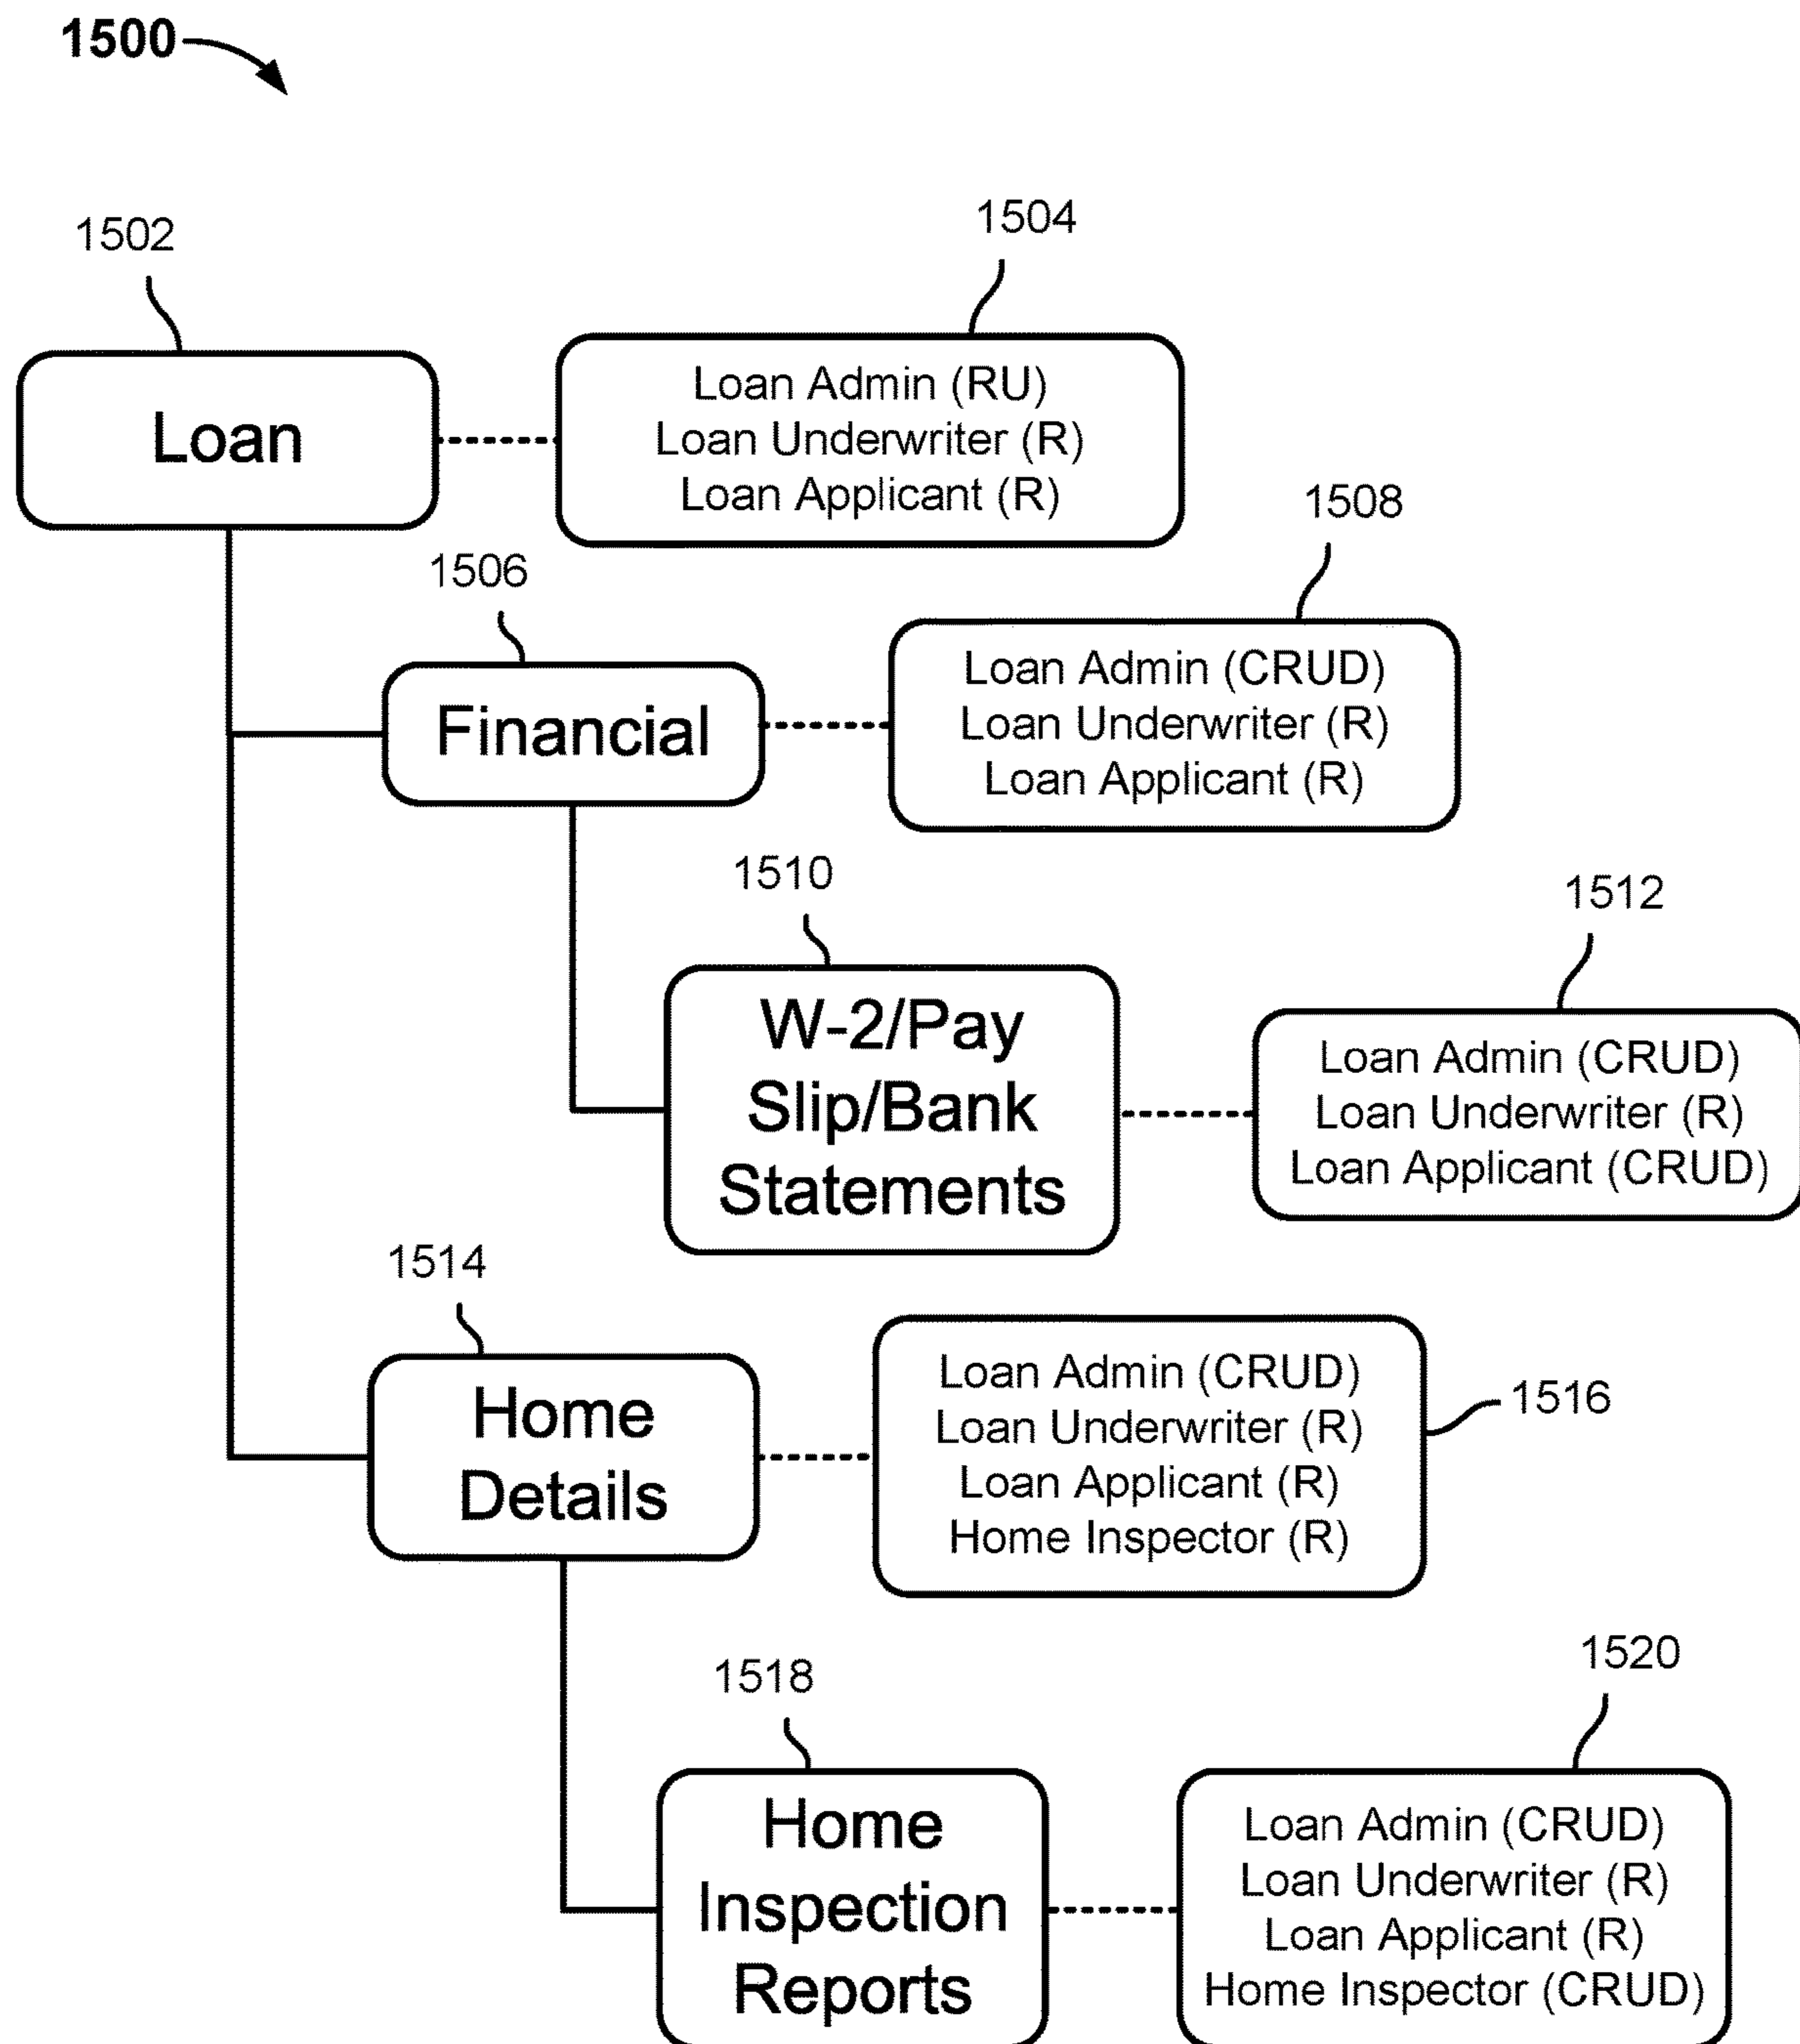 1500
1502
1504
Loan
Loan Admin (RU)
Loan Underwriter (R)
Loan Applicant (R)
1506
1508
Financial
Loan Admin (CRUD)
Loan Underwriter (R)
Loan Applicant (R)
1510
1512
W-2/Pay
Slip/Bank
Statements
Loan Admin (CRUD)
Loan Underwriter (R)
Loan Applicant (CRUD)
1514
Home
Details
Loan Admin (CRUD)
Loan Underwriter (R)
Loan Applicant (R)
Home Inspector (R)
1516
1518
1520
Home
Inspection
Reports
Loan Admin (CRUD)
Loan Underwriter (R)
Loan Applicant (R)
Home Inspector (CRUD)